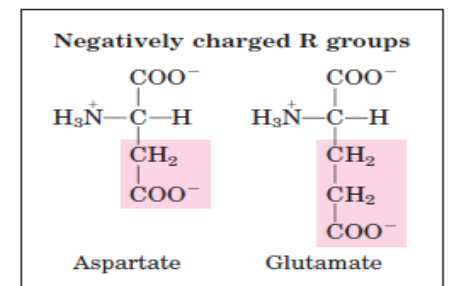 Negatively charged R groups
COO⁻ COO⁻
H₃N⁺—C—H H₃N⁺—C—H
CH₂ CH₂
COO⁻ CH₂
COO⁻
Aspartate Glutamate